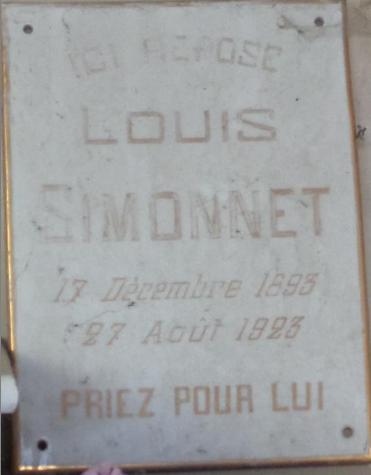 ICI REPOSE
LOUIS
SIMONNET
17 Décembre 1893
27 Août 1923
PRIEZ POUR LUI